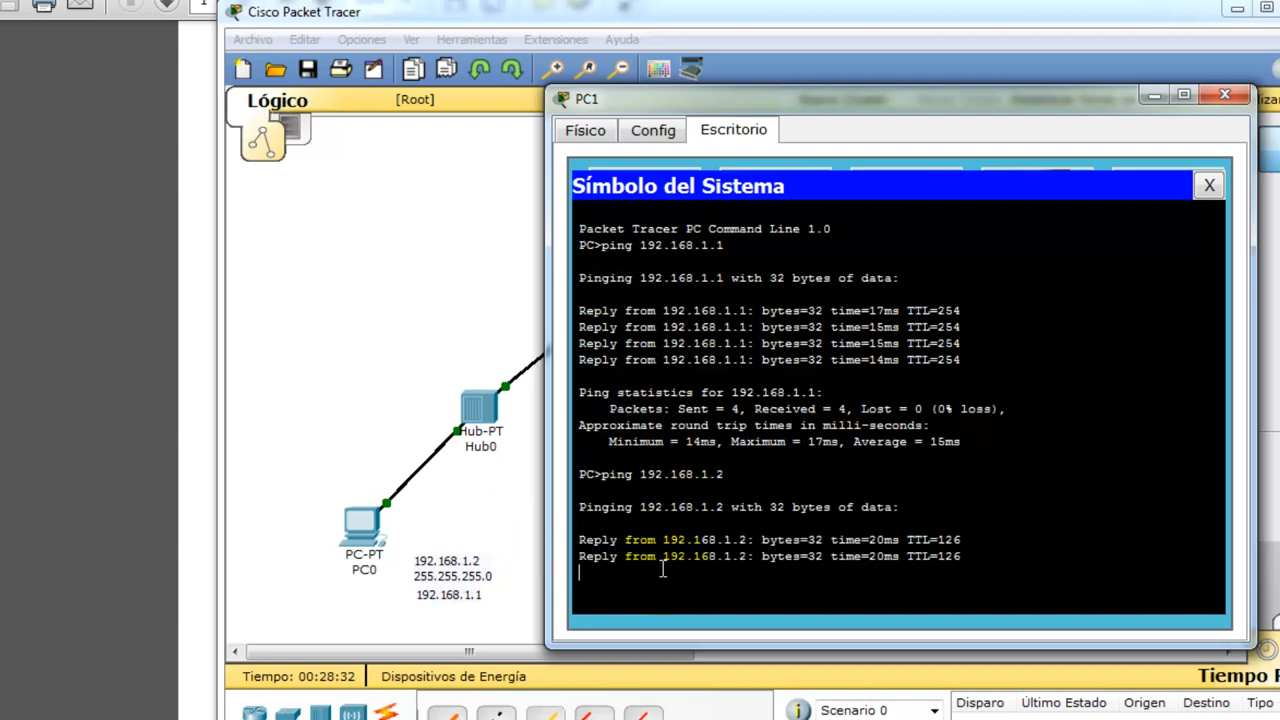 1
Cisco Packet Tracer
Archivo Editar Opciones Ver Herramientas Extensiones Ayuda
Lógico [Root]
PC1
Físico Config Escritorio
Símbolo del Sistema X
Packet Tracer PC Command Line 1.0
PC>ping 192.168.1.1
Pinging 192.168.1.1 with 32 bytes of data:
Reply from 192.168.1.1: bytes=32 time=17ms TTL=254
Reply from 192.168.1.1: bytes=32 time=15ms TTL=254
Reply from 192.168.1.1: bytes=32 time=15ms TTL=254
Reply from 192.168.1.1: bytes=32 time=14ms TTL=254
Ping statistics for 192.168.1.1:
Packets: Sent = 4, Received = 4, Lost = 0 (0% loss),
Approximate round trip times in milli-seconds:
Minimum = 14ms, Maximum = 17ms, Average = 15ms
PC>ping 192.168.1.2
Pinging 192.168.1.2 with 32 bytes of data:
Reply from 192.168.1.2: bytes=32 time=20ms TTL=126
Reply from 192.168.1.2: bytes=32 time=20ms TTL=126
Hub-PT
Hub0
PC-PT
PC0
192.168.1.2
255.255.255.0
192.168.1.1
Tiempo: 00:28:32 Dispositivos de Energía Tiempo
Scenario 0 Disparo Último Estado Origen Destino Tipo